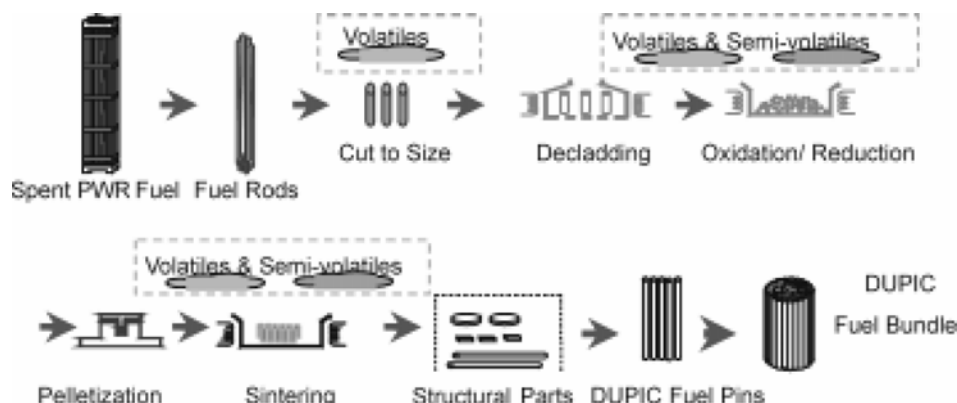 Volatiles
Volatiles & Semi-volatiles
Cut to Size
Decladding
Oxidation/ Reduction
Spent PWR Fuel
Fuel Rods
Volatiles & Semi-volatiles
DUPIC
Fuel Bundle
Pelletization
Sintering
Structural Parts
DUPIC Fuel Pins